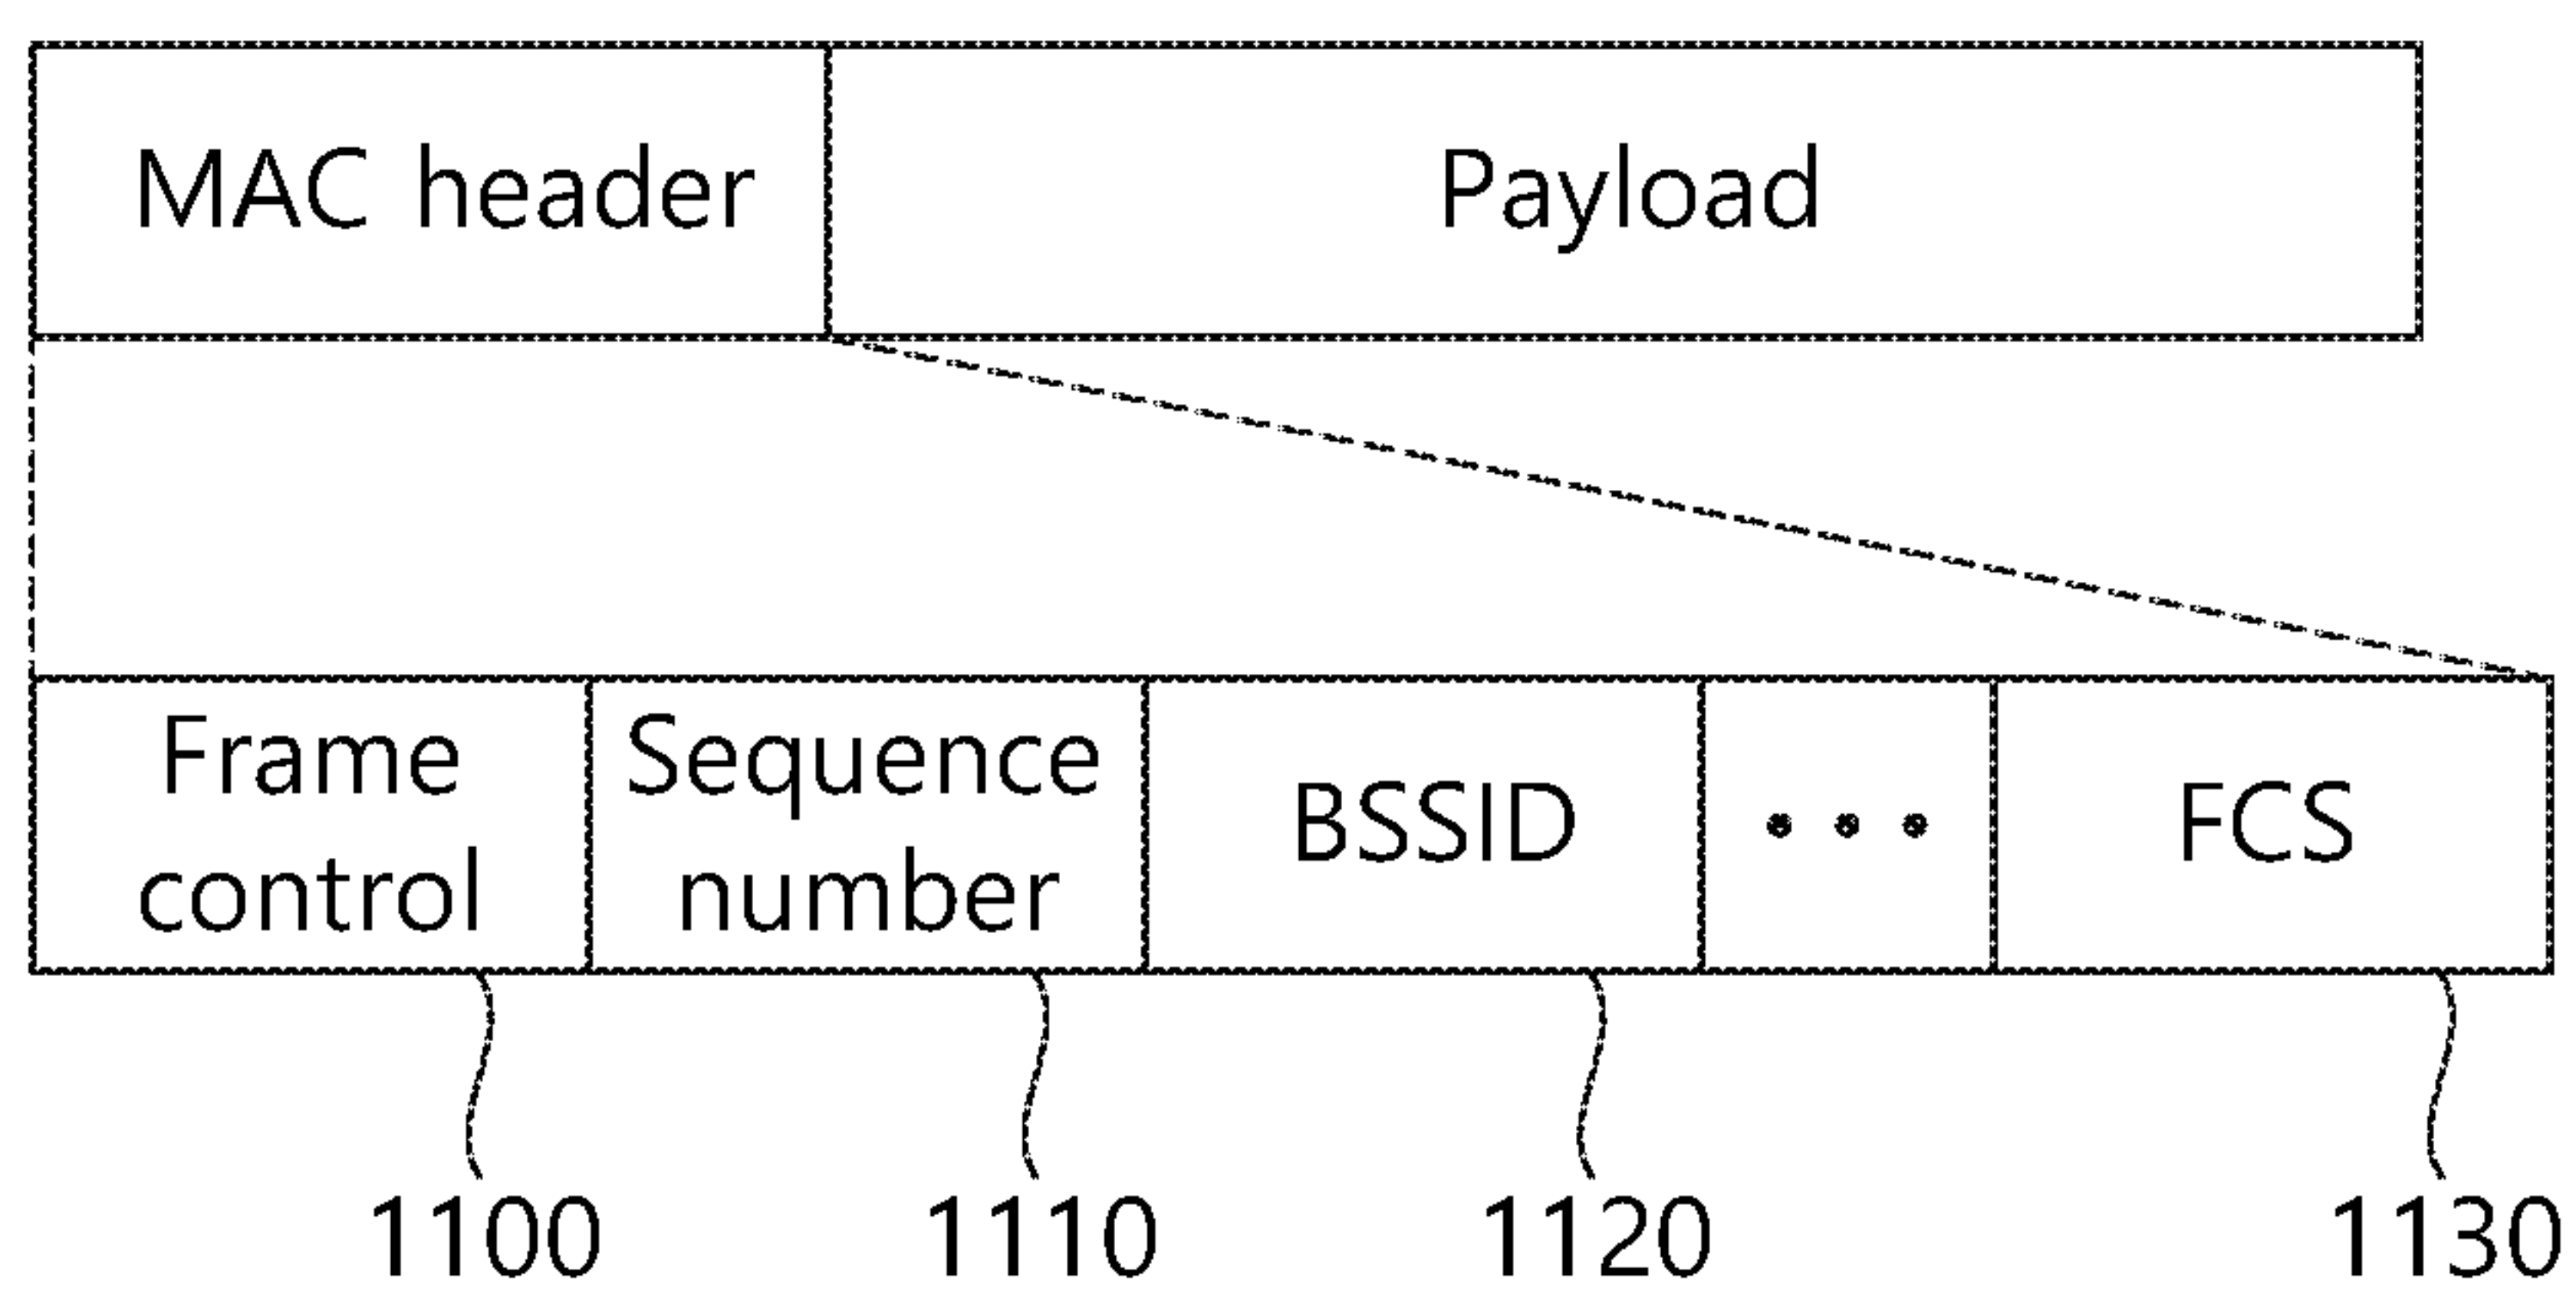 MAC header
Payload
Frame
control
Sequence
number
BSSID
• • •
FCS
1100
1110
1120
1130